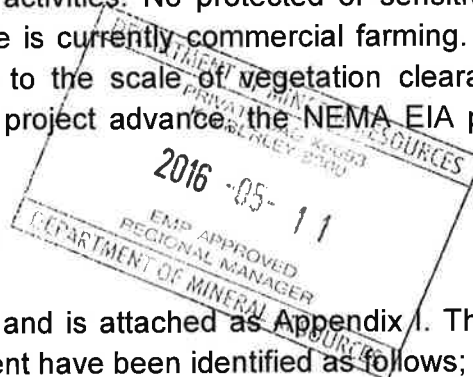 activities. No protected or sensitiv
e is currently commercial farming.
to the scale of vegetation cleara
project advance, the NEMA EIA p
DEPARTMENT OF MINERAL RESOURCES
PRIVATE BAG X6093
KIMBERLEY 8300
2016 -05- 11
EMP APPROVED
REGIONAL MANAGER
DEPARTMENT OF MINERAL RESOURCES
and is attached as Appendix I. Th
ent have been identified as follows;